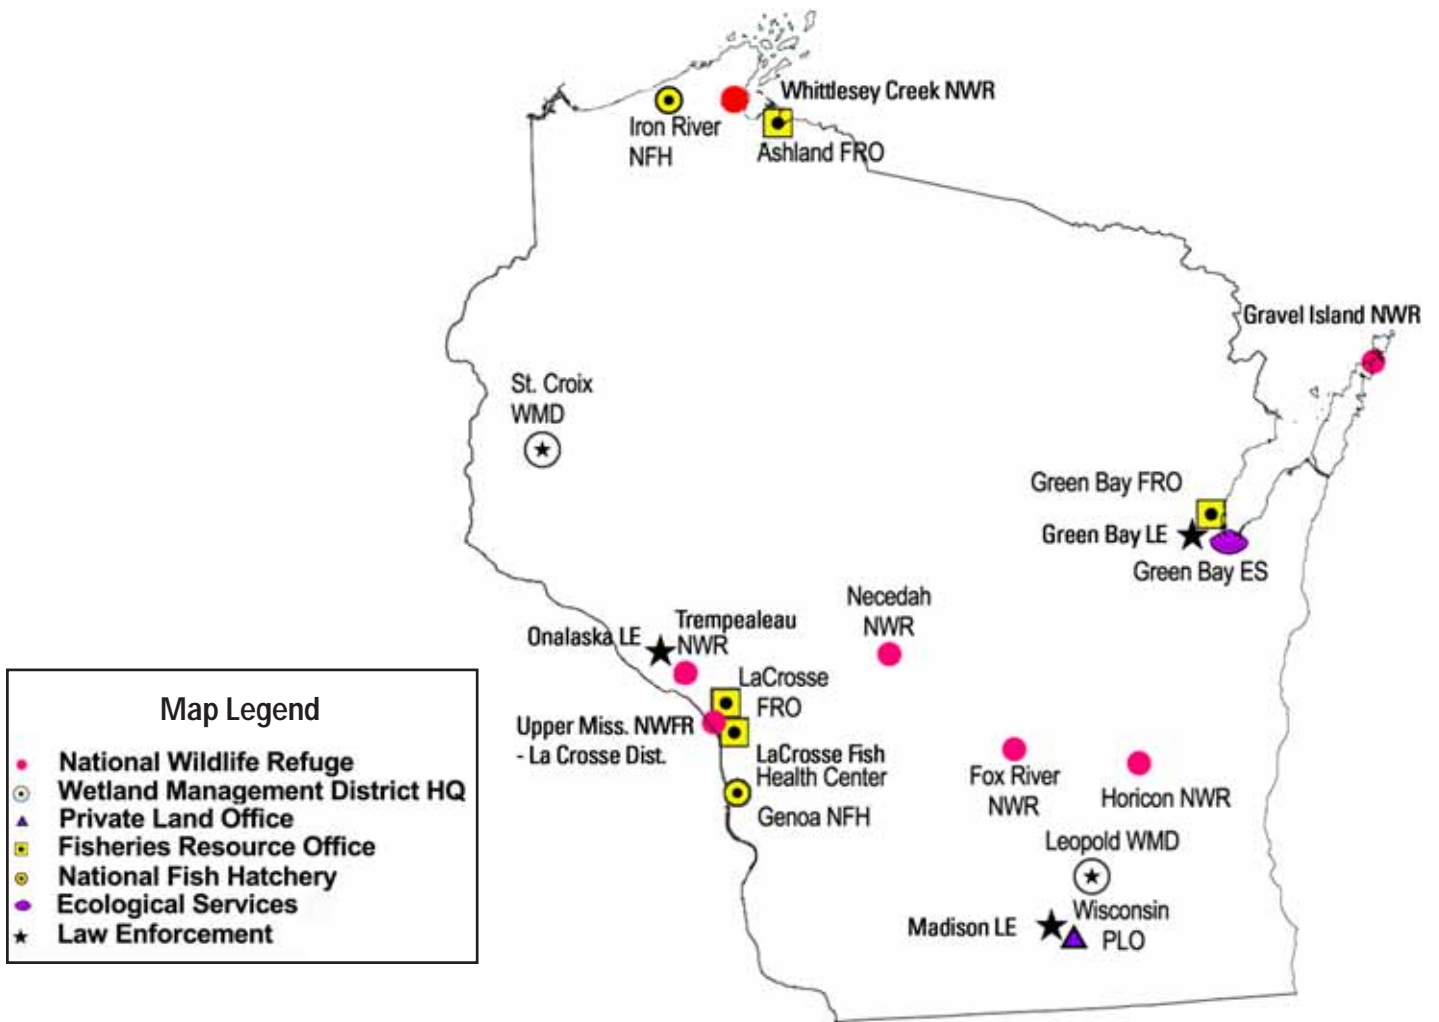 Whittlesey Creek NWR
Iron River
NFH
Ashland FRO
Gravel Island NWR
St. Croix
WMD
Green Bay FRO
Green Bay LE
Green Bay ES
Necedah
NWR
Trempealeau
NWR
Onalaska LE
LaCrosse
FRO
Upper Miss. NWFR
- La Crosse Dist.
LaCrosse Fish
Health Center
Genoa NFH
Fox River
NWR
Horicon NWR
Leopold WMD
Wisconsin
PLO
Madison LE
Map Legend
National Wildlife Refuge
Wetland Management District HQ
Private Land Office
Fisheries Resource Office
National Fish Hatchery
Ecological Services
Law Enforcement